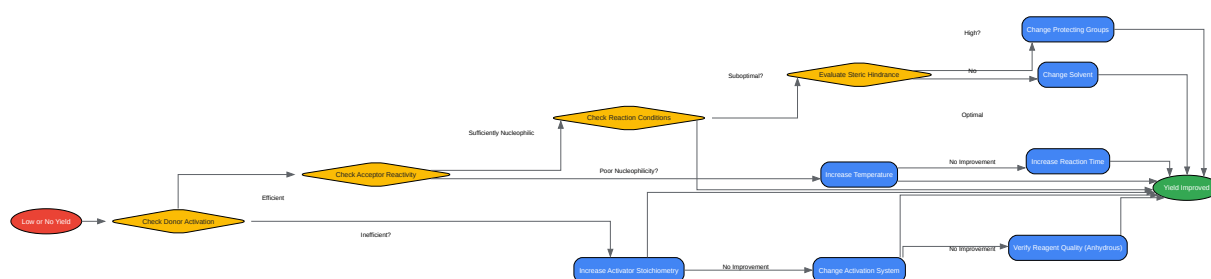 High?
Change Protecting Groups
Evaluate Steric Hindrance
No
Change Solvent
Suboptimal?
Check Reaction Conditions
Optimal
Sufficiently Nucleophilic
Check Acceptor Reactivity
Poor Nucleophilicity?
Increase Temperature
No Improvement
Increase Reaction Time
Yield Improved
Efficient
Low or No Yield
Check Donor Activation
Inefficient?
Increase Activator Stoichiometry
No Improvement
Change Activation System
No Improvement
Verify Reagent Quality (Anhydrous)